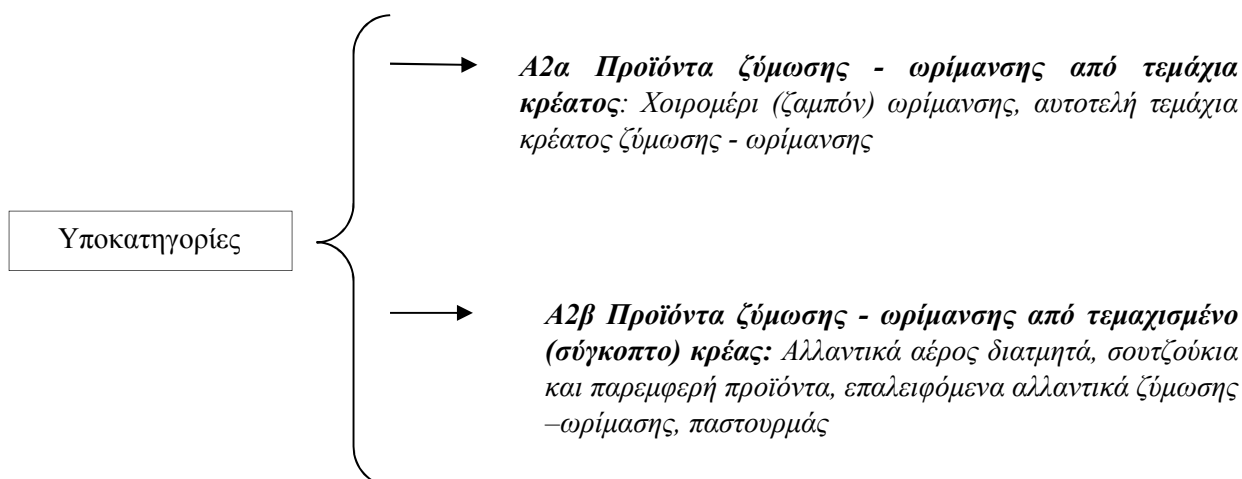 Α2α Προϊόντα ζύμωσης - ωρίμανσης από τεμάχια
κρέατος: Χοιρομέρι (ζαμπόν) ωρίμανσης, αυτοτελή τεμάχια
κρέατος ζύμωσης - ωρίμανσης
Υποκατηγορίες
Α2β Προϊόντα ζύμωσης - ωρίμανσης από τεμαχισμένο
(σύγκοπτο) κρέας: Αλλαντικά αέρος διατμητά, σουτζούκια
και παρεμφερή προϊόντα, επαλειφόμενα αλλαντικά ζύμωσης
–ωρίμασης, παστουρμάς